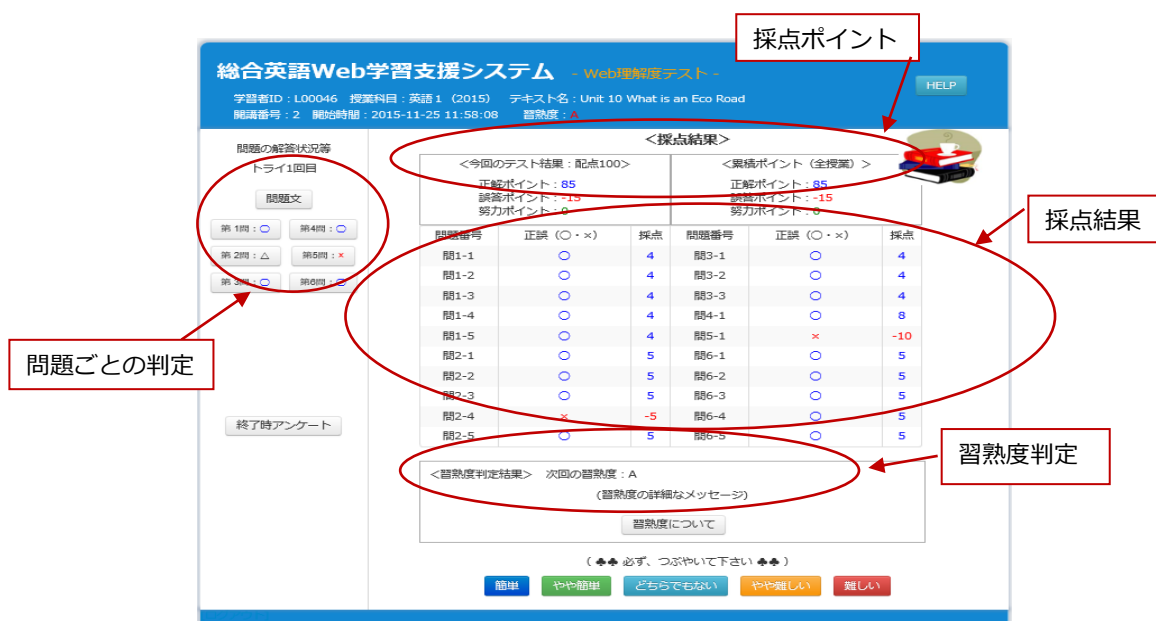 採点ポイント
総合英語Web学習支援システム - Web理解度テスト -
HELP
学習者ID：L00046 授業科目：英語１（2015） テキスト名：Unit 10 What is an Eco Road
開講番号：2 開始時間：2015-11-25 11:58:08 習熟度：A
問題の解答状況等
トライ1回目
問題文
第 1問：〇 第4問：〇
第 2問：△ 第5問：×
第 3問：〇 第6問：〇
終了時アンケート
問題ごとの判定
＜採点結果＞
＜今回のテスト結果：配点100＞
正解ポイント：85
誤答ポイント：-15
努力ポイント：0
＜累積ポイント（全授業）＞
正解ポイント：85
誤答ポイント：-15
努力ポイント：0
採点結果
問題番号 正誤（〇・×） 採点 問題番号 正誤（〇・×） 採点
問1-1 〇 4 問3-1 〇 4
問1-2 〇 4 問3-2 〇 4
問1-3 〇 4 問3-3 〇 4
問1-4 〇 4 問4-1 〇 8
問1-5 〇 4 問5-1 × -10
問2-1 〇 5 問6-1 〇 5
問2-2 〇 5 問6-2 〇 5
問2-3 〇 5 問6-3 〇 5
問2-4 × -5 問6-4 〇 5
問2-5 〇 5 問6-5 〇 5
習熟度判定
＜習熟度判定結果＞ 次回の習熟度：A
(習熟度の詳細なメッセージ)
習熟度について
( ♣♣ 必ず、つぶやいて下さい ♣♣ )
簡単 やや簡単 どちらでもない やや難しい 難しい